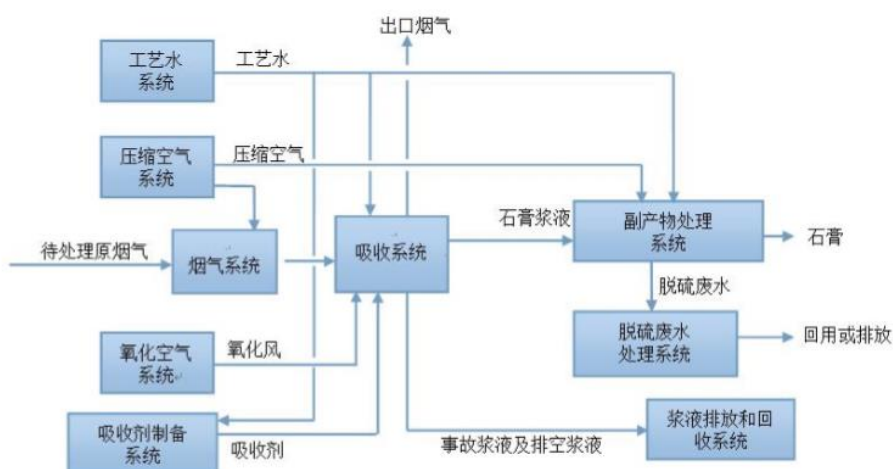 出口烟气
工艺水
系统
工艺水
压缩空气
系统
压缩空气
待处理原烟气
烟气系统
吸收系统
石膏浆液
副产物处理
系统
石膏
脱硫废水
脱硫废水
处理系统
回用或排放
氧化空气
系统
氧化风
吸收剂制备
系统
吸收剂
事故浆液及排空浆液
浆液排放和回
收系统